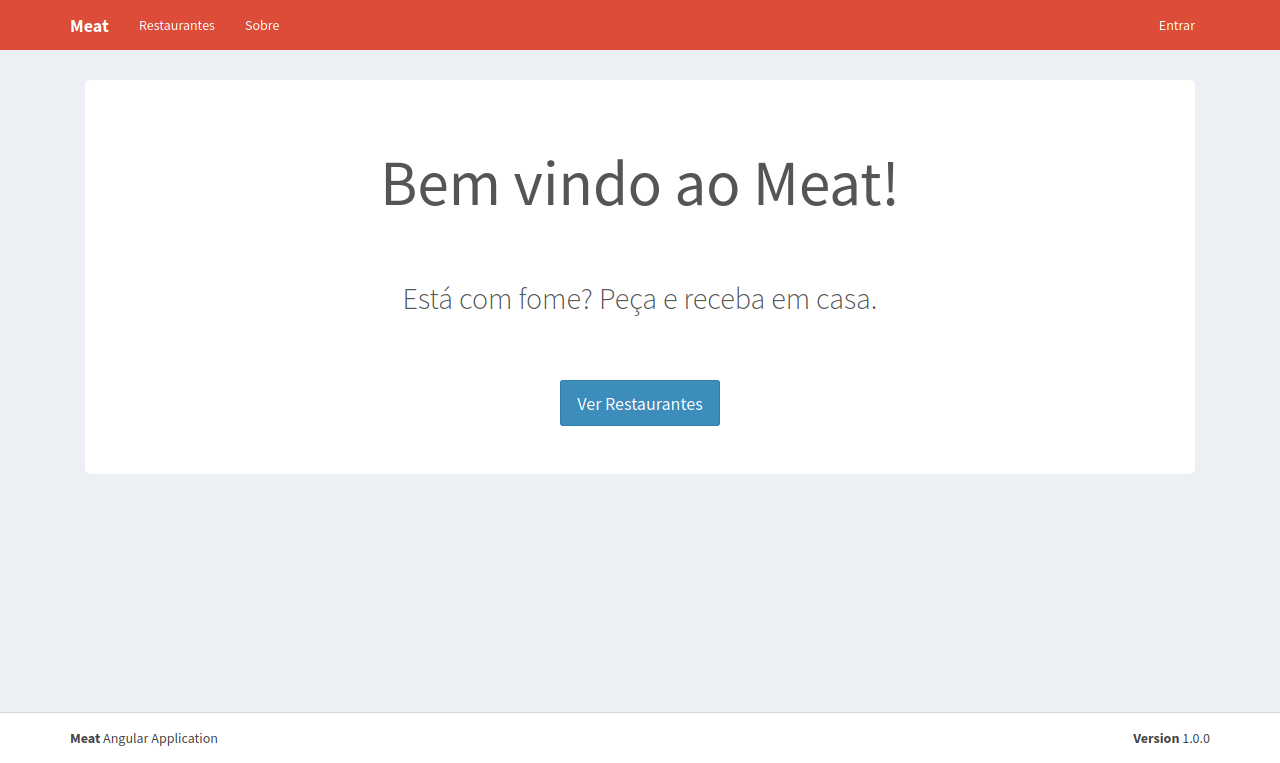 Meat Restaurantes Sobre Entrar
Bem vindo ao Meat!
Está com fome? Peça e receba em casa.
Ver Restaurantes
Meat Angular Application Version 1.0.0